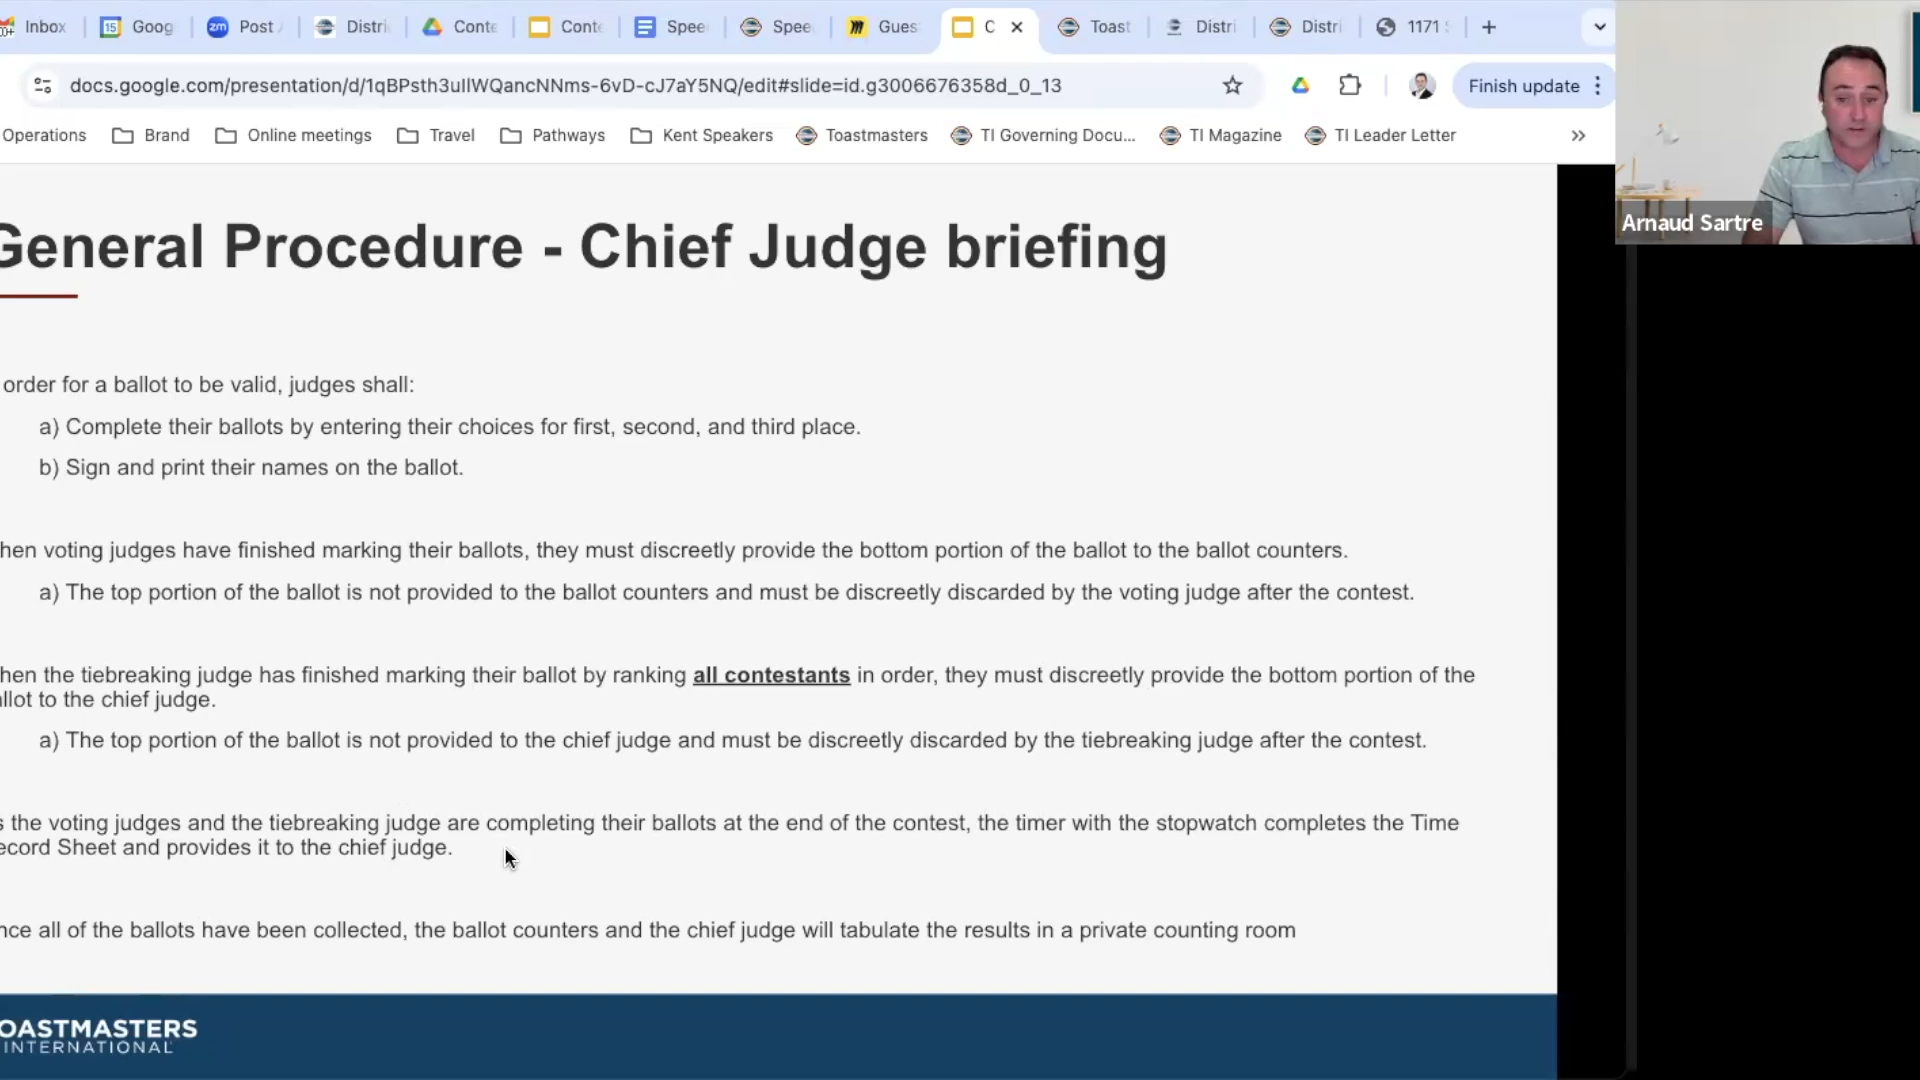 Inbox
15 Goog
zm Post
Distri
Conte
Conte
Spee
Spee
Gues
C
Toast
Distri
Distri
1171
docs.google.com/presentation/d/1qBPsth3uIlWQancNNms-6vD-cJ7aY5NQ/edit#slide=id.g3006676358d_0_13
Finish update
Operations
Brand
Online meetings
Travel
Pathways
Kent Speakers
Toastmasters
TI Governing Docu...
TI Magazine
TI Leader Letter
Arnaud Sartre
General Procedure - Chief Judge briefing
order for a ballot to be valid, judges shall:
a) Complete their ballots by entering their choices for first, second, and third place.
b) Sign and print their names on the ballot.
hen voting judges have finished marking their ballots, they must discreetly provide the bottom portion of the ballot to the ballot counters.
a) The top portion of the ballot is not provided to the ballot counters and must be discreetly discarded by the voting judge after the contest.
hen the tiebreaking judge has finished marking their ballot by ranking all contestants in order, they must discreetly provide the bottom portion of the
llot to the chief judge.
a) The top portion of the ballot is not provided to the chief judge and must be discreetly discarded by the tiebreaking judge after the contest.
s the voting judges and the tiebreaking judge are completing their ballots at the end of the contest, the timer with the stopwatch completes the Time
ecord Sheet and provides it to the chief judge.
nce all of the ballots have been collected, the ballot counters and the chief judge will tabulate the results in a private counting room
OASTMASTERS
INTERNATIONAL